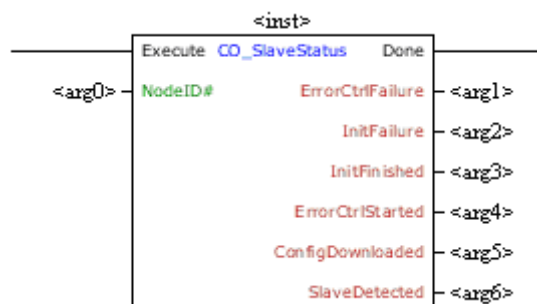 <inst>
Execute CO_SlaveStatus Done
<arg0> NodeID# ErrorCtrlFailure <arg1>
InitFailure <arg2>
InitFinished <arg3>
ErrorCtrlStarted <arg4>
ConfigDownloaded <arg5>
SlaveDetected <arg6>